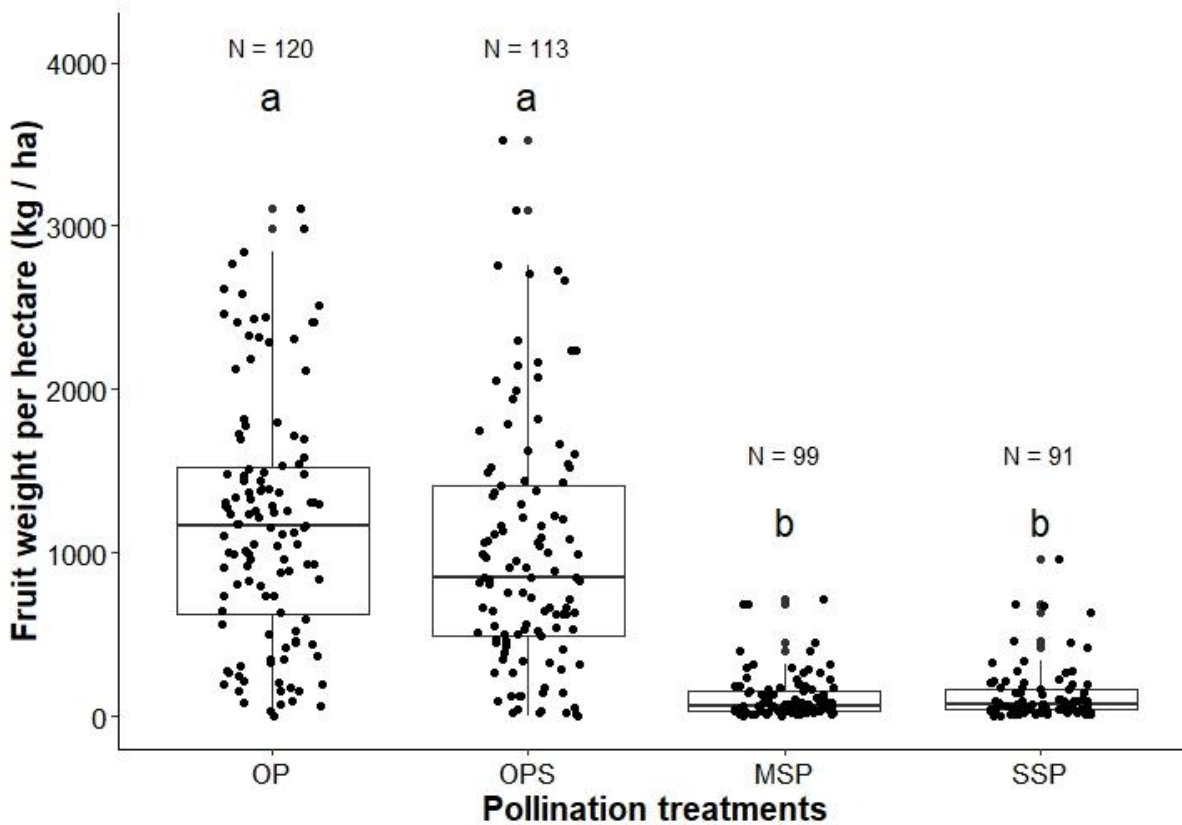 N = 120
N = 113
a
a
N = 99
N = 91
b
b
Fruit weight per hectare (kg / ha)
4000
3000
2000
1000
0
OP
OPS
MSP
SSP
Pollination treatments